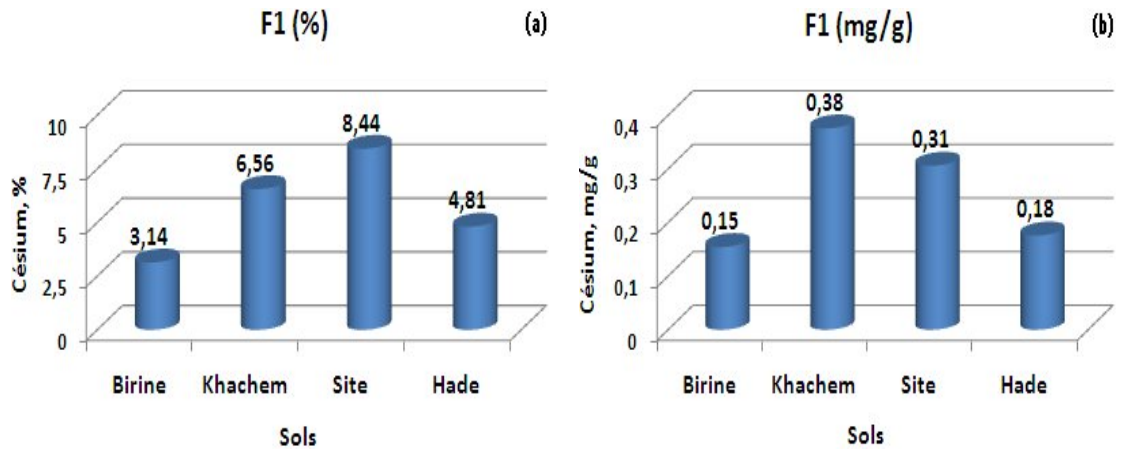 F1 (%)
(a)
Césium, %
10
7,5
5
2,5
0
3,14
6,56
8,44
4,81
Birine Khachem Site Hade
Sols
F1 (mg/g)
(b)
Césium, mg/g
0,4
0,3
0,2
0,1
0
0,15
0,38
0,31
0,18
Birine Khachem Site Hade
Sols